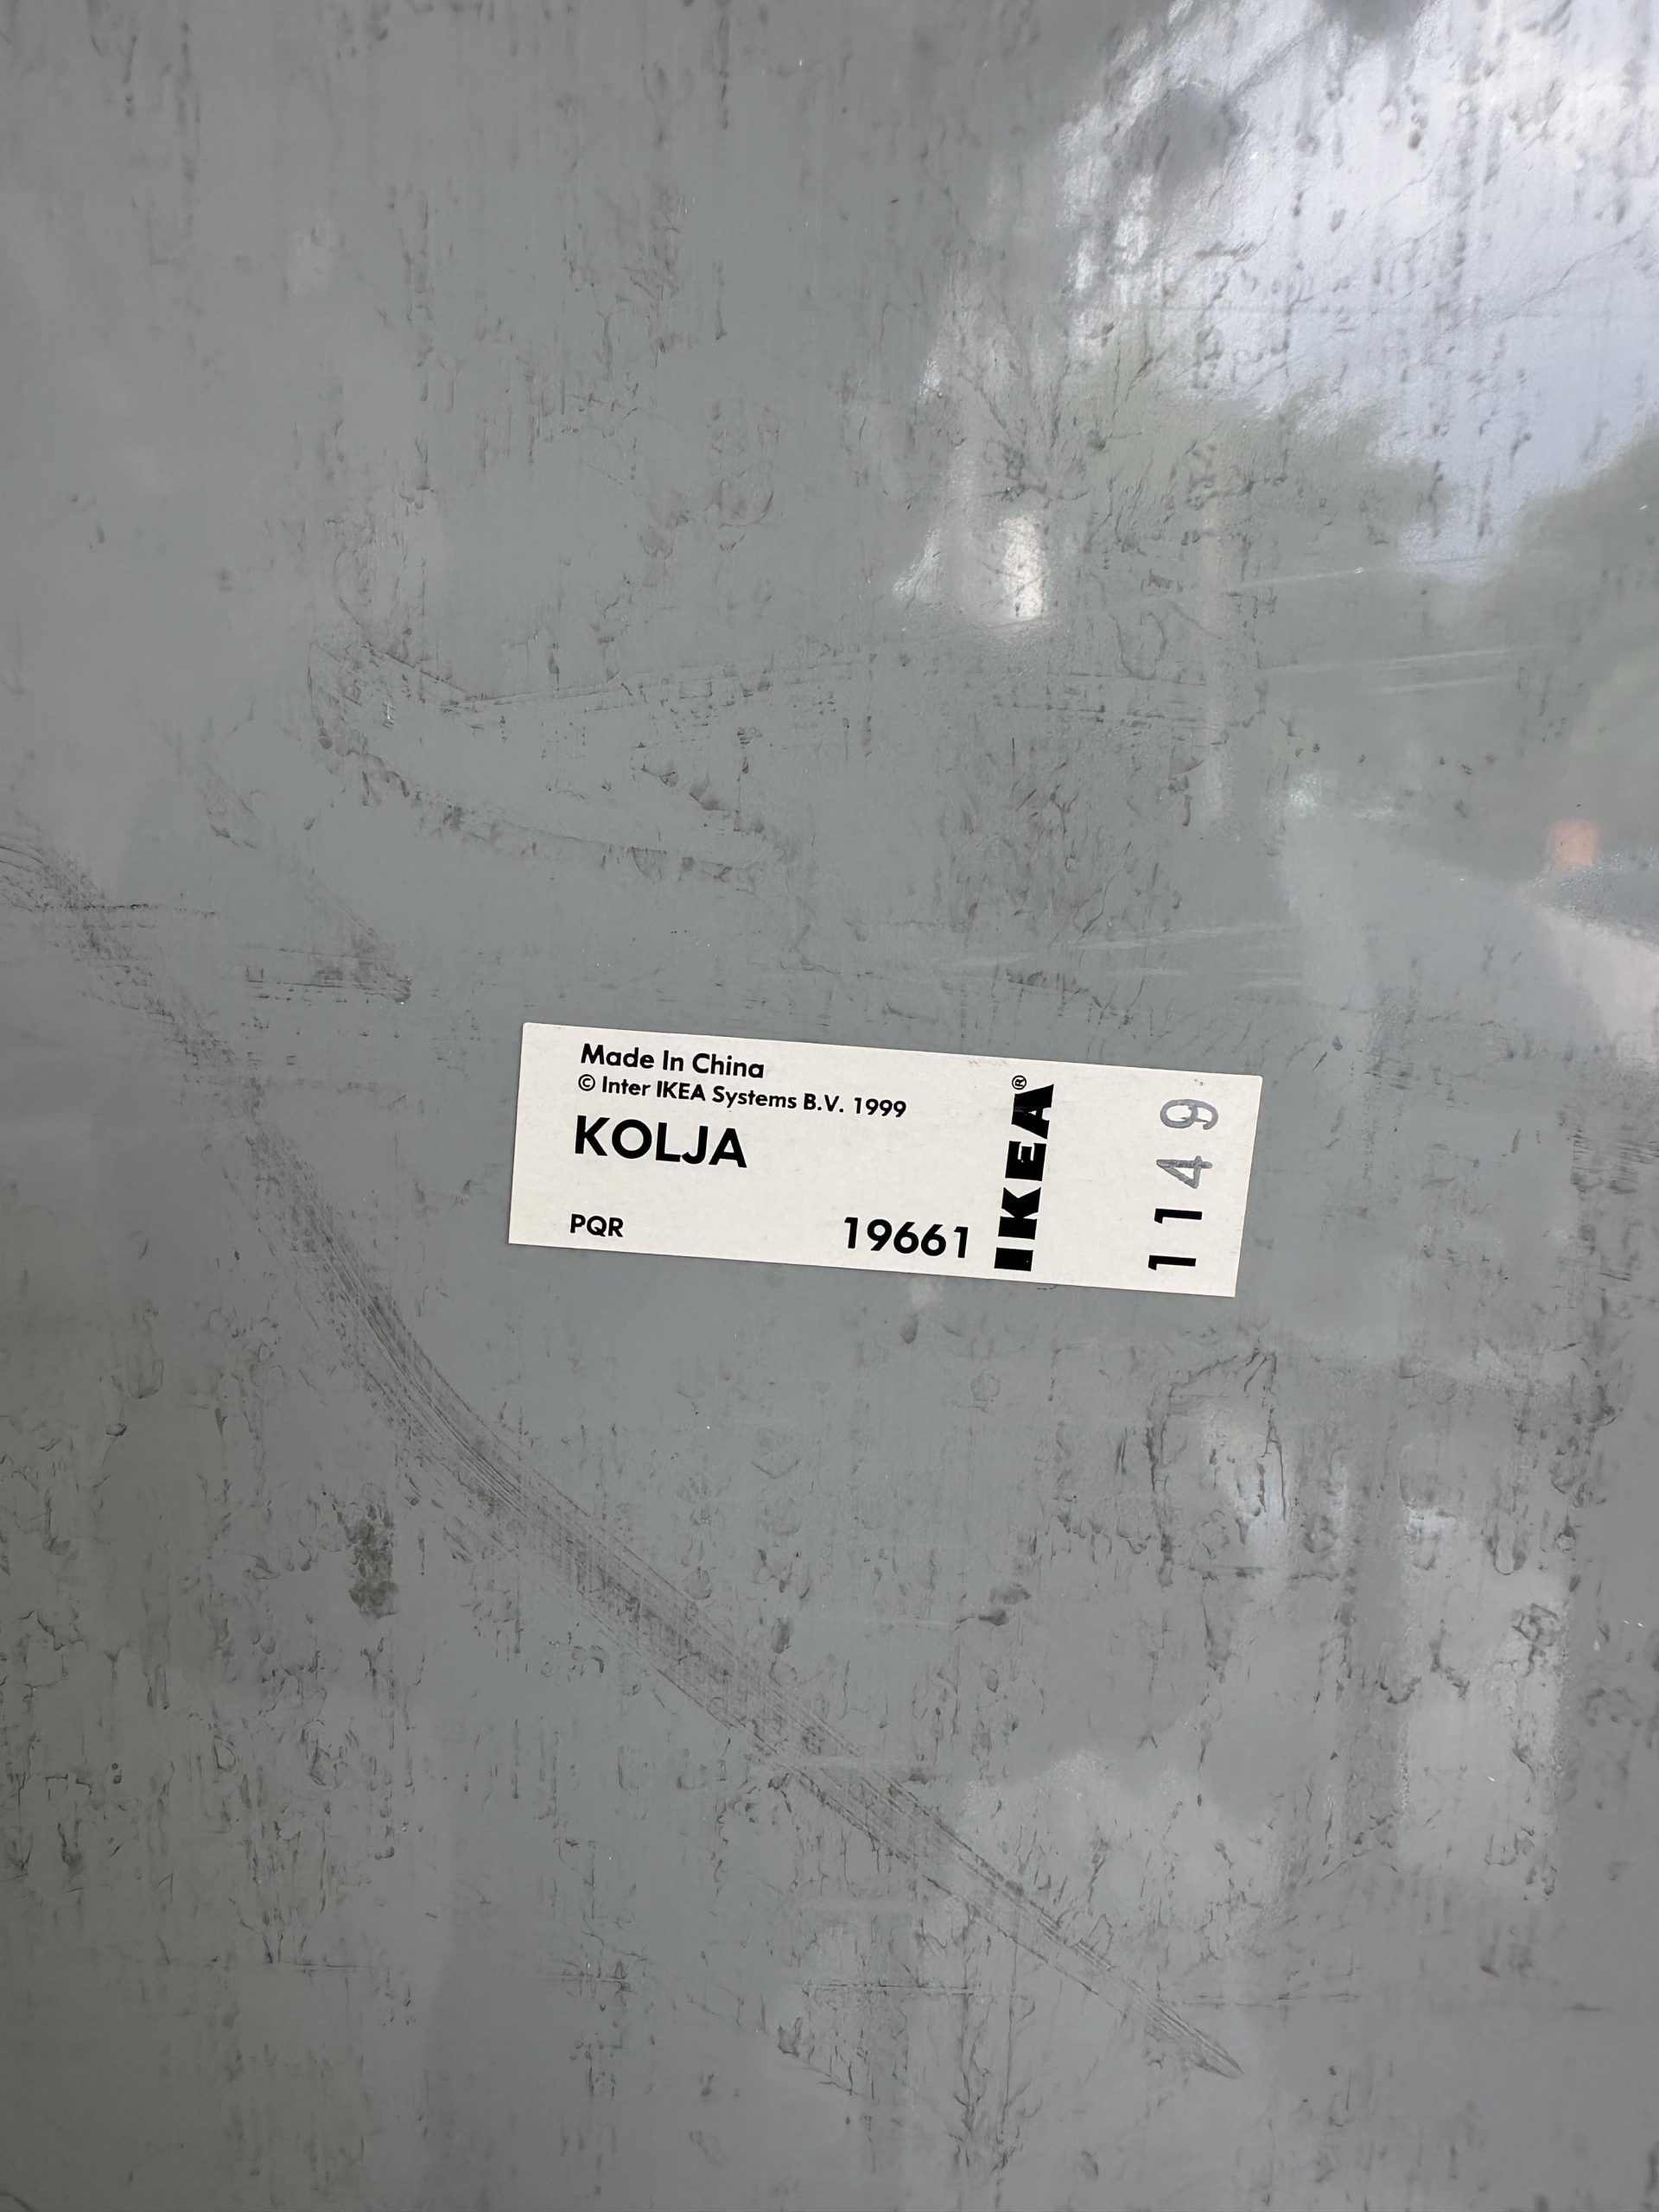 Made In China
© Inter IKEA Systems B.V. 1999
KOLJA
PQR 19661
IKEA®
1149